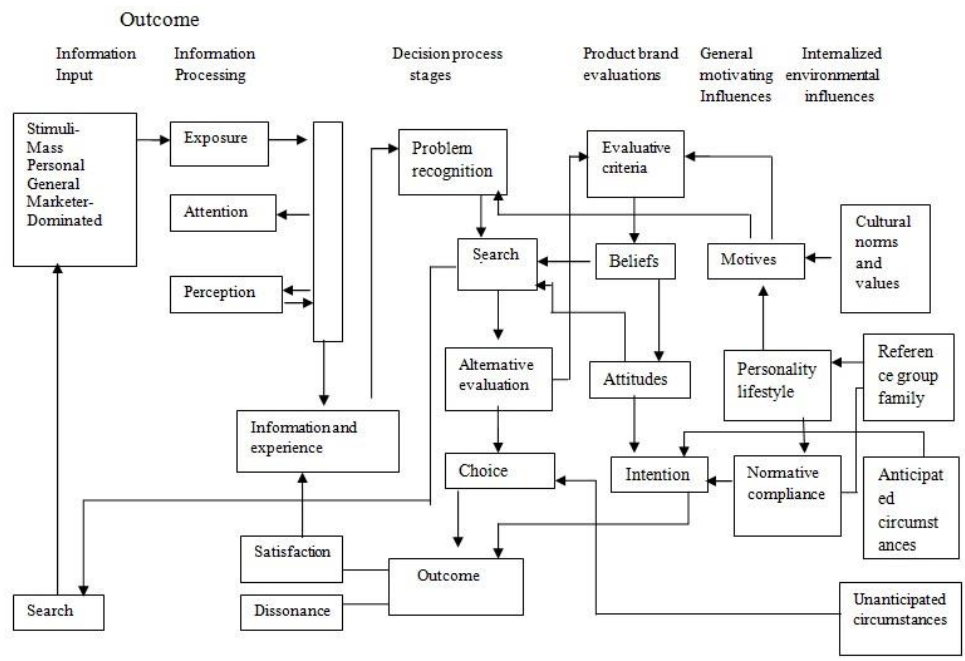 Outcome
Information
Input
Information
Processing
Decision process
stages
Product brand
evaluations
General
motivating
Influences
Internalized
environmental
influences
Stimuli-
Mass
Personal
General
Marketer-
Dominated
Exposure
Attention
Perception
Problem
recognition
Search
Alternative
evaluation
Choice
Outcome
Evaluative
criteria
Beliefs
Attitudes
Intention
Motives
Personality
lifestyle
Normative
compliance
Cultural
norms
and
values
Referen
ce group
family
Anticipat
ed
circumst
ances
Unanticipated
circumstances
Information and
experience
Satisfaction
Dissonance
Search